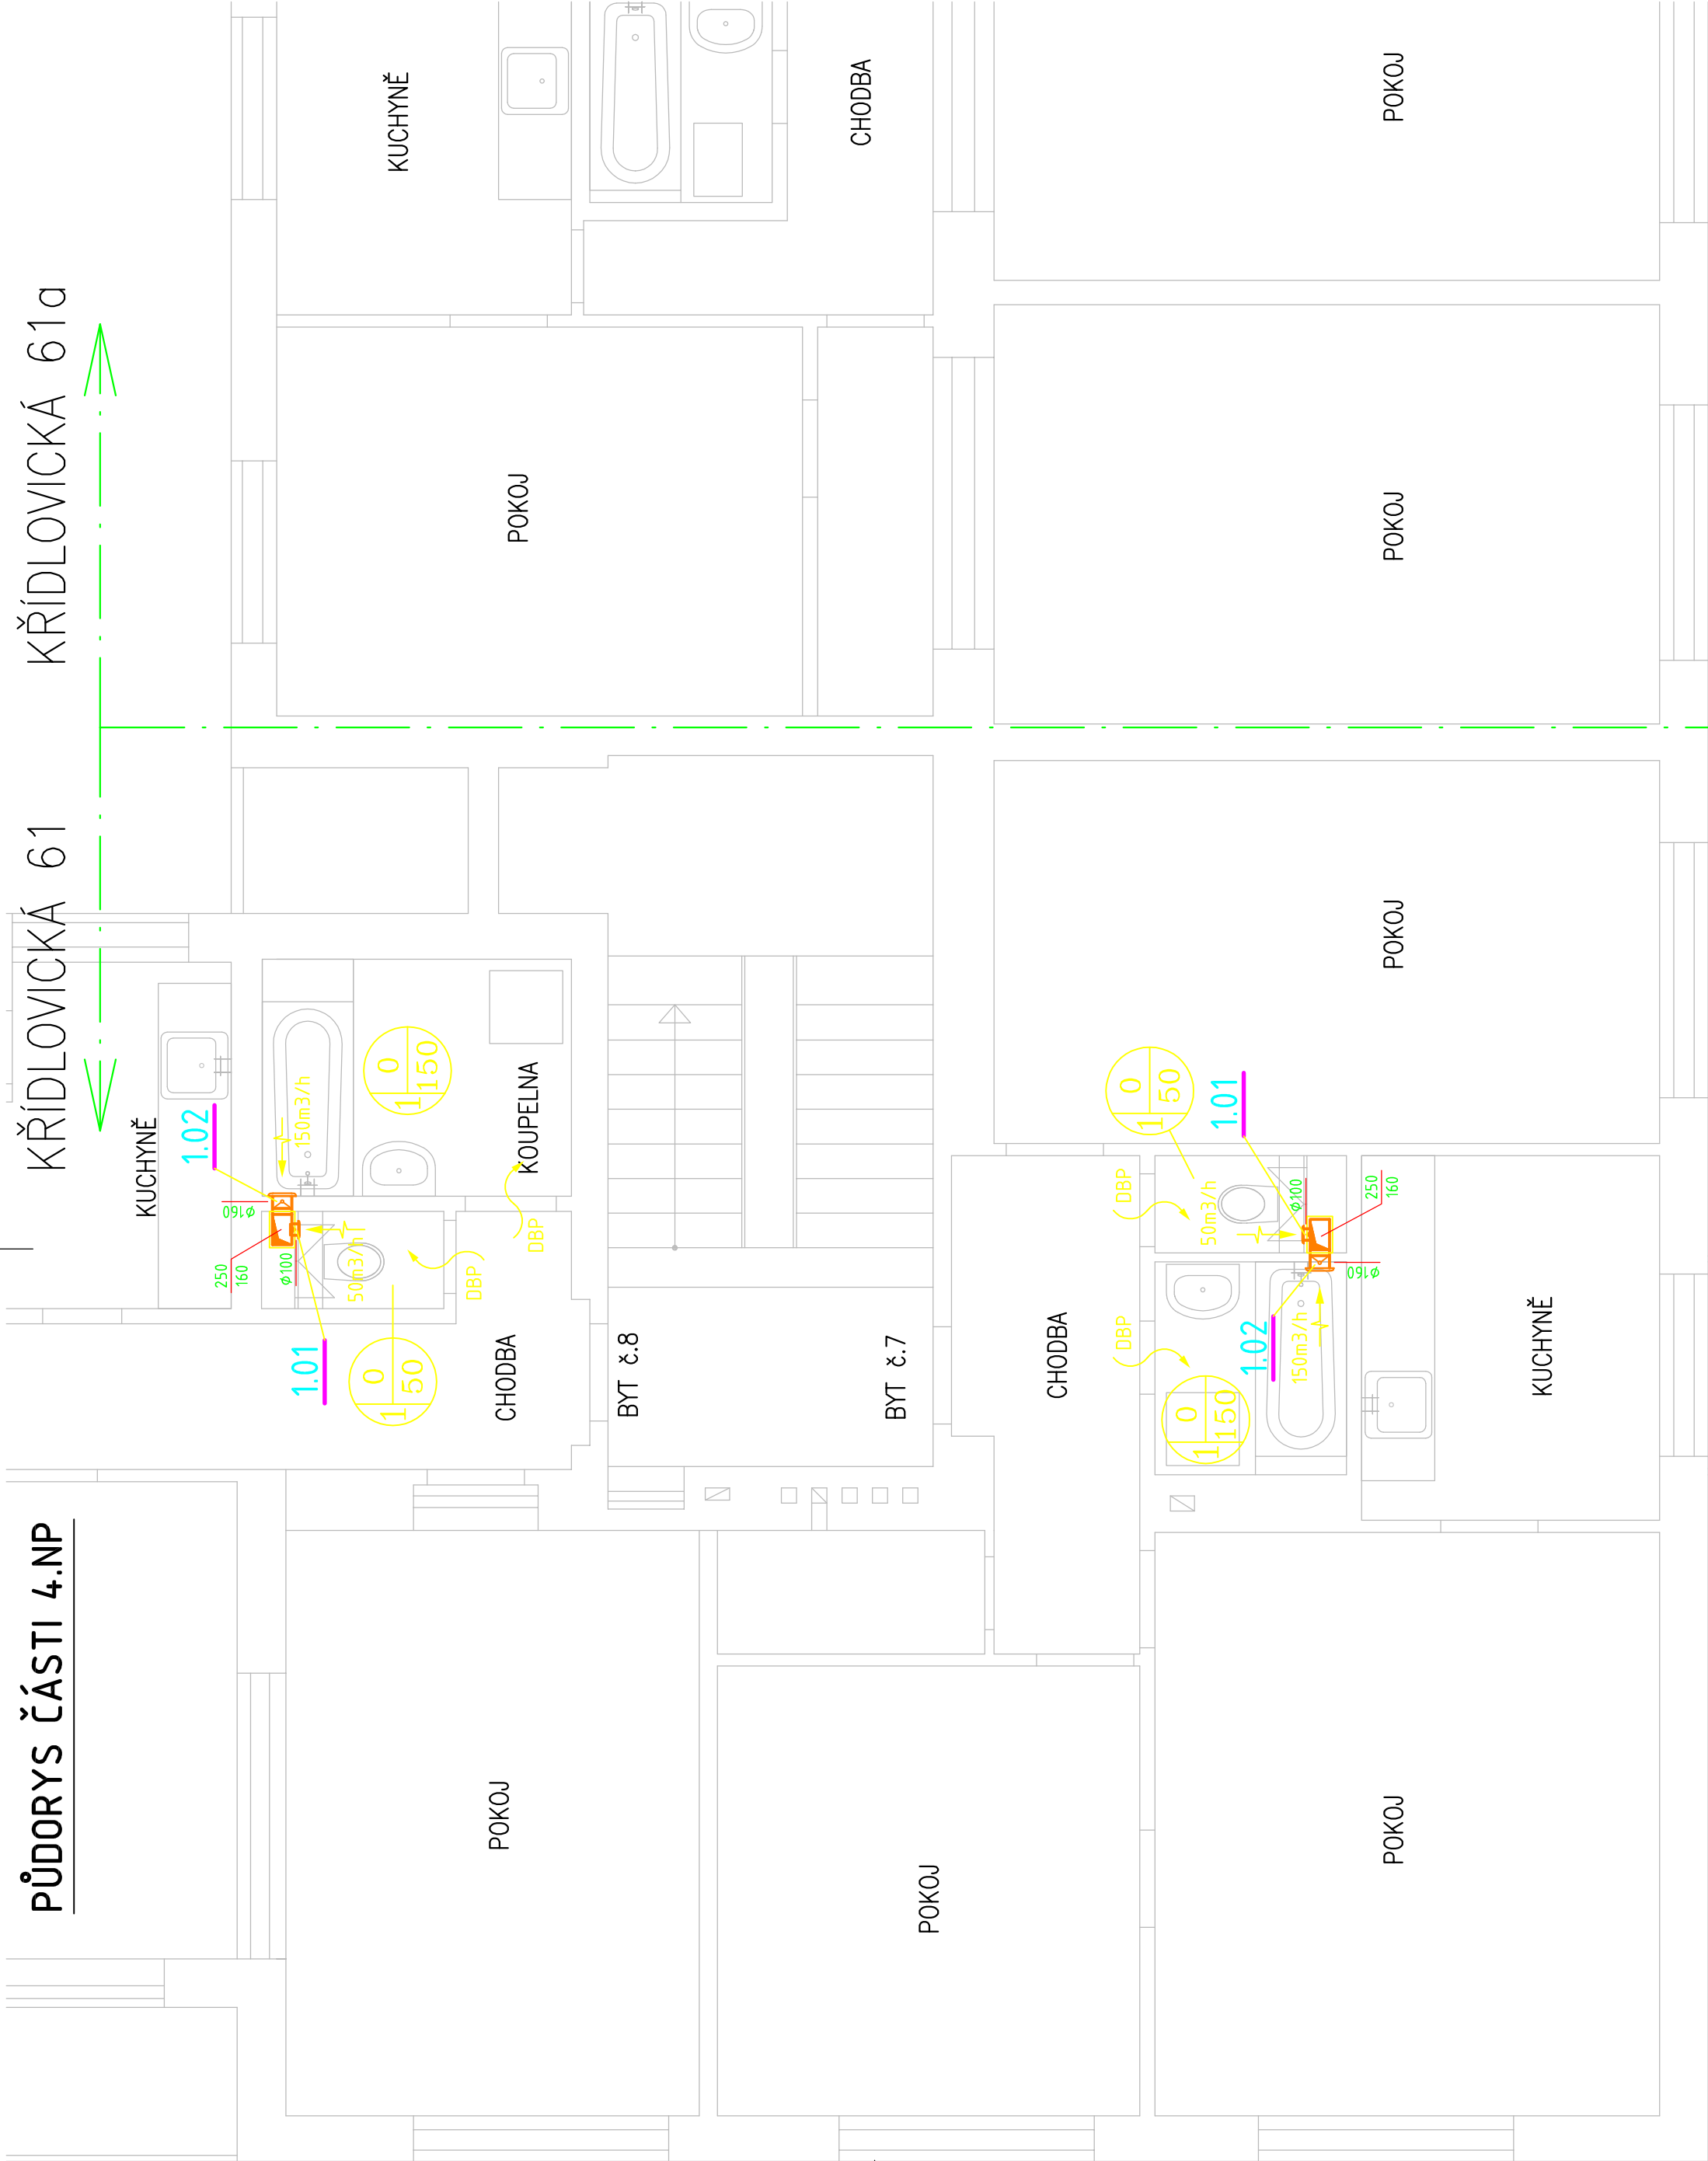 PŮDORYS ČÁSTI 4.NP
KŘÍDLOVICKÁ 61
KŘÍDLOVICKÁ 61a
KUCHYNĚ
1.02
150m3/h
0
1
150
KOUPELNA
DBP
ø160
250
160
ø100
50m3/h
1.01
0
1
50
DBP
CHODBA
BYT č.8
BYT č.7
POKOJ
POKOJ
POKOJ
KUCHYNĚ
CHODBA
POKOJ
POKOJ
POKOJ
0
1
50
1.01
DBP
50m3/h
ø100
250
160
ø160
DBP
CHODBA
1.02
150m3/h
0
1
150
KUCHYNĚ
POKOJ
POKOJ